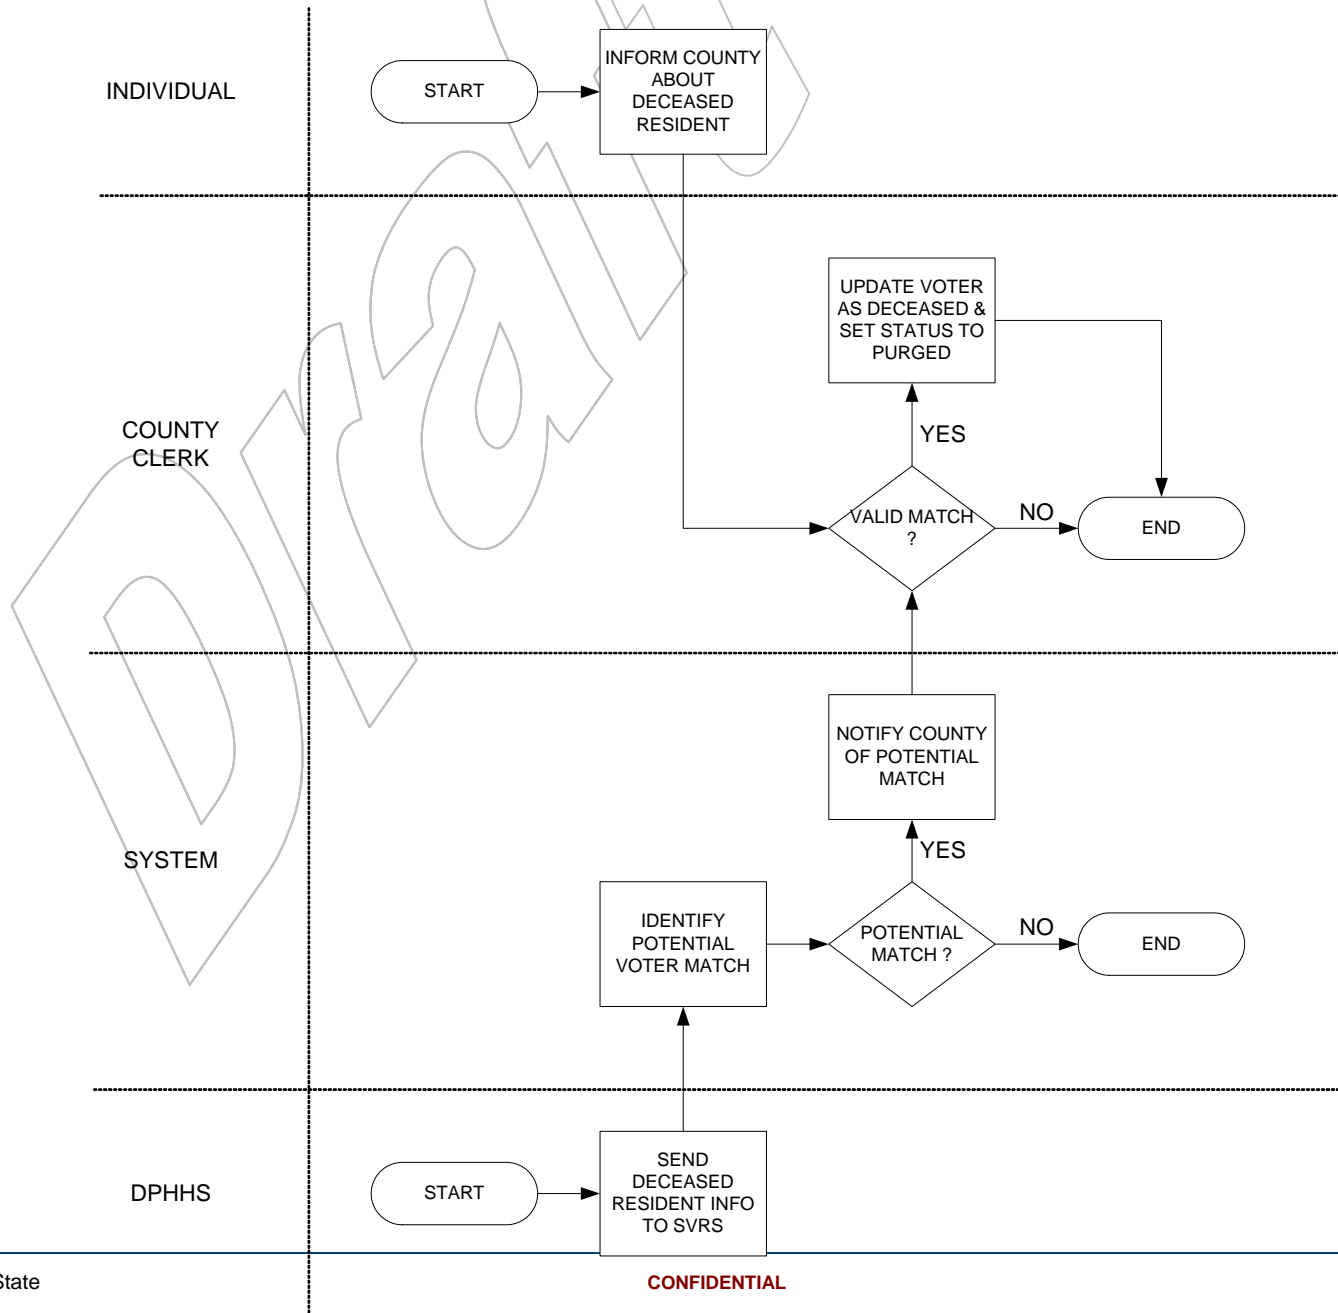 INDIVIDUAL
START
INFORM COUNTY
ABOUT
DECEASED
RESIDENT
COUNTY
CLERK
UPDATE VOTER
AS DECEASED &
SET STATUS TO
PURGED
YES
VALID MATCH
?
NO
END
SYSTEM
NOTIFY COUNTY
OF POTENTIAL
MATCH
YES
IDENTIFY
POTENTIAL
VOTER MATCH
POTENTIAL
MATCH ?
NO
END
DPHHS
START
SEND
DECEASED
RESIDENT INFO
TO SVRS
State
CONFIDENTIAL
Draft